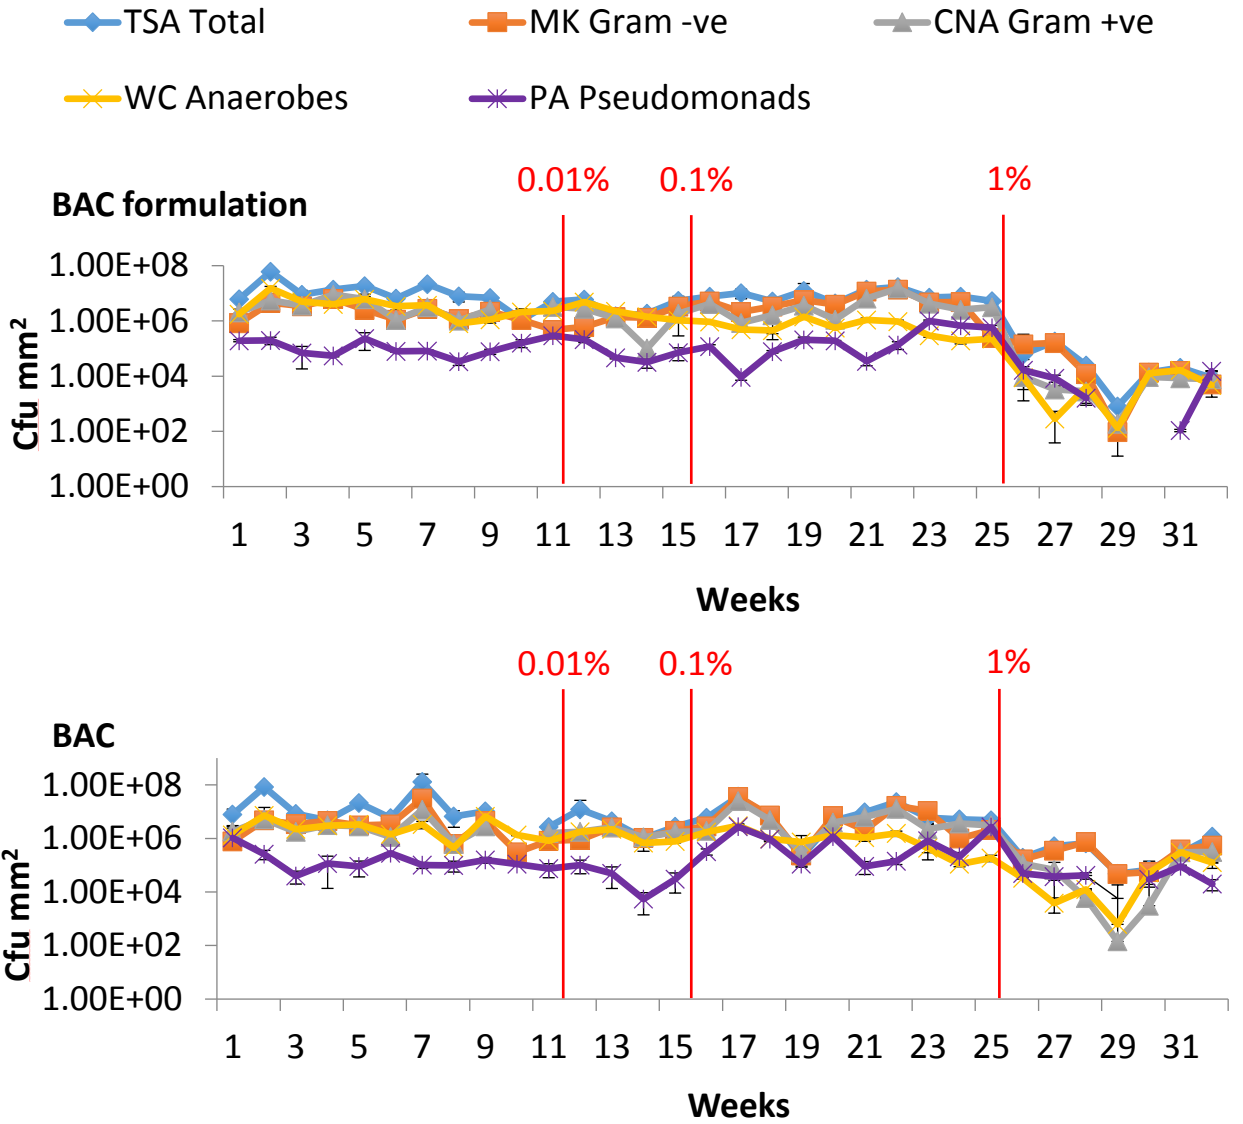 TSA Total MK Gram -ve CNA Gram +ve
WC Anaerobes PA Pseudomonads
0.01% 0.1% 1%
BAC formulation
Cfu mm²
1.00E+08
1.00E+06
1.00E+04
1.00E+02
1.00E+00
1 3 5 7 9 11 13 15 17 19 21 23 25 27 29 31
Weeks
0.01% 0.1% 1%
BAC
Cfu mm²
1.00E+08
1.00E+06
1.00E+04
1.00E+02
1.00E+00
1 3 5 7 9 11 13 15 17 19 21 23 25 27 29 31
Weeks